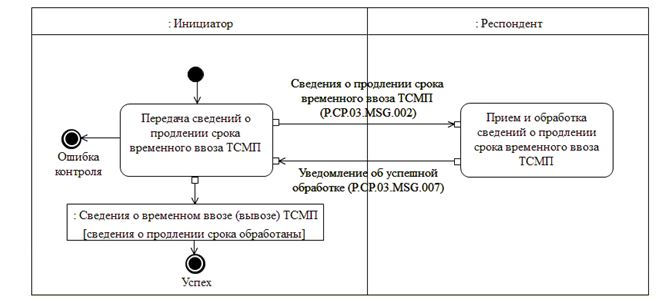 : Инициатор
: Респондент
Сведения о продлении срока
временного ввоза ТСМП
(P.CP.03.MSG.002)
Передача сведений о
продлении срока
временного ввоза ТСМП
Прием и обработка
сведений о продлении
срока временного ввоза
ТСМП
Ошибка
контроля
Уведомление об успешной
обработке (P.CP.03.MSG.007)
: Сведения о временном ввозе (вывозе) ТСМП
[сведения о продлении срока обработаны]
Успех